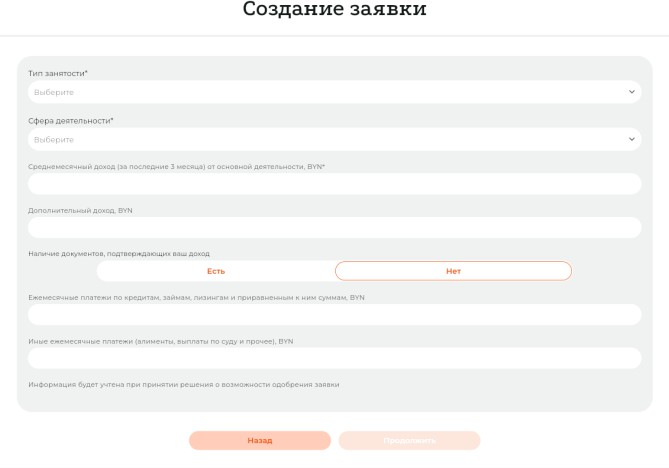 Создание заявки
Тип занятости*
Выберите
Сфера деятельности*
Выберите
Среднемесячный доход (за последние 3 месяца) от основной деятельности, BYN*
Дополнительный доход, BYN
Наличие документов, подтверждающих ваш доход
Есть Нет
Ежемесячные платежи по кредитам, займам, лизингам и приравненным к ним суммам, BYN
Иные ежемесячные платежи (алименты, выплаты по суду и прочее), BYN
Информация будет учтена при принятии решения о возможности одобрения заявки
Назад Продолжить